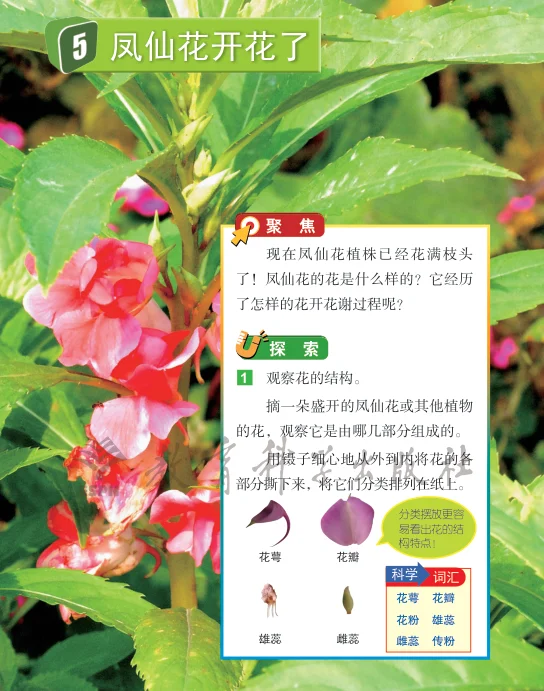 5 凤仙花开花了
聚焦
现在凤仙花植株已经花满枝头
了！凤仙花的花是什么样的？它经历
了怎样的花开花谢过程呢？
探索
1 观察花的结构。
摘一朵盛开的凤仙花或其他植物
的花，观察它是由哪几部分组成的。
用镊子细心地从外到内将花的各
部分撕下来，将它们分类排列在纸上。
分类摆放更容
易看出花的结
构特点！
花萼 花瓣
雄蕊 雌蕊
科学 词汇
花萼 花瓣
花粉 雄蕊
雌蕊 传粉